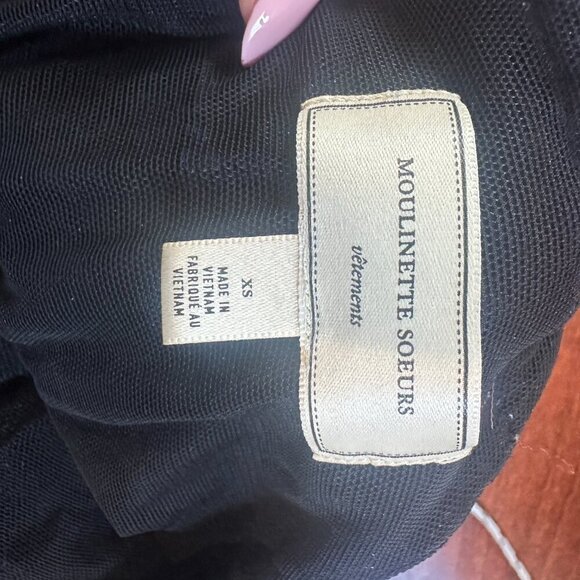 MOULINETTE SOEURS
vêtements
XS
MADE IN
VIETNAM
FABRIQUÉ AU
VIETNAM